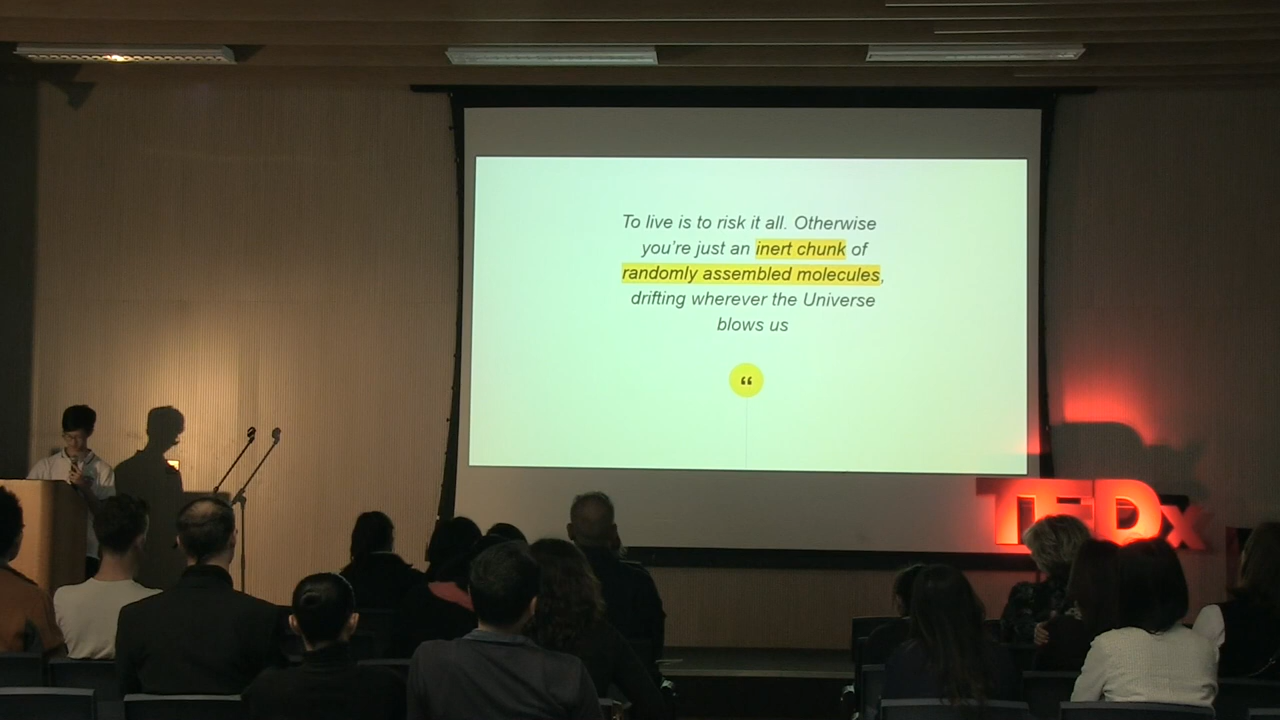 To live is to risk it all. Otherwise
you're just an inert chunk of
randomly assembled molecules,
drifting wherever the Universe
blows us
“
TEDx